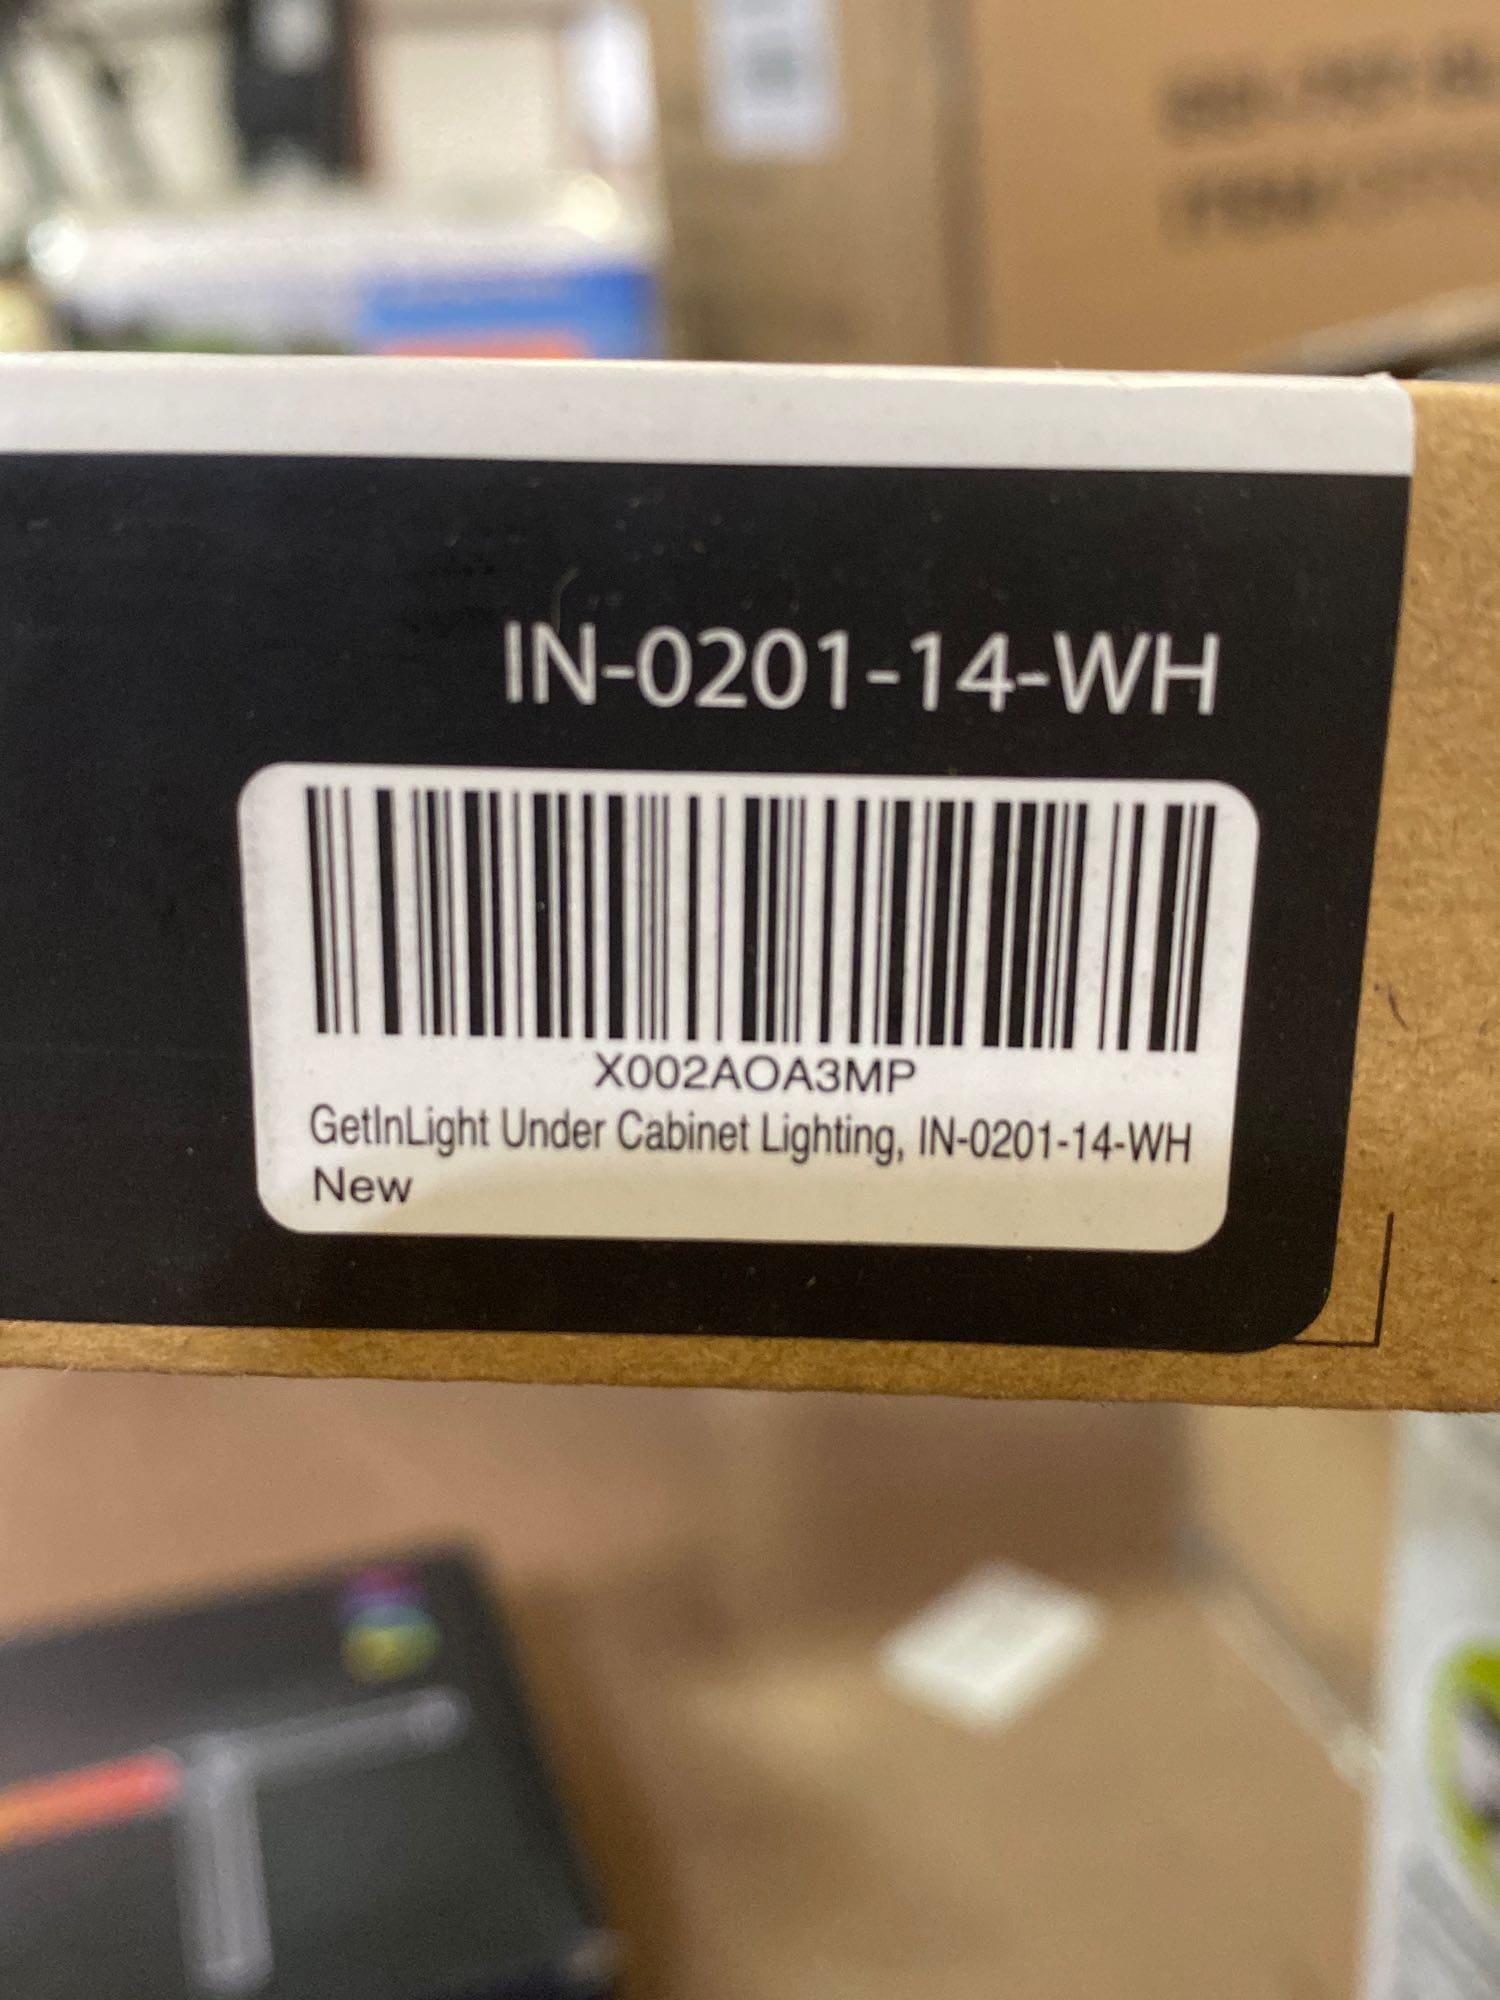 IN-0201-14-WH
X002AOA3MP
GetInLight Under Cabinet Lighting, IN-0201-14-WH
New